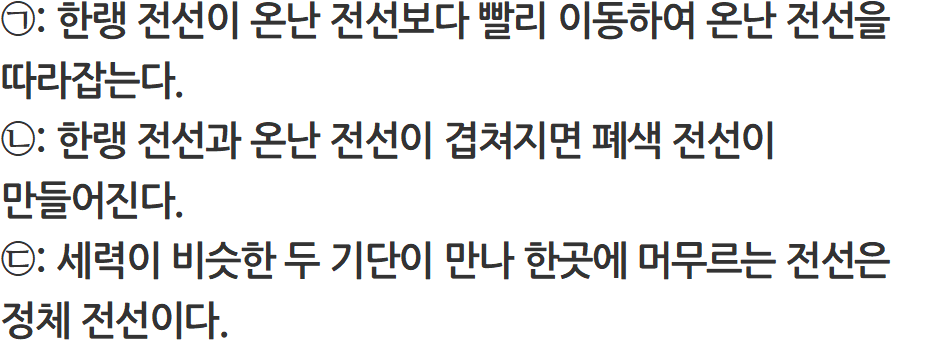 ㉠: 한랭 전선이 온난 전선보다 빨리 이동하여 온난 전선을
따라잡는다.
㉡: 한랭 전선과 온난 전선이 겹쳐지면 폐색 전선이
만들어진다.
㉢: 세력이 비슷한 두 기단이 만나 한곳에 머무르는 전선은
정체 전선이다.